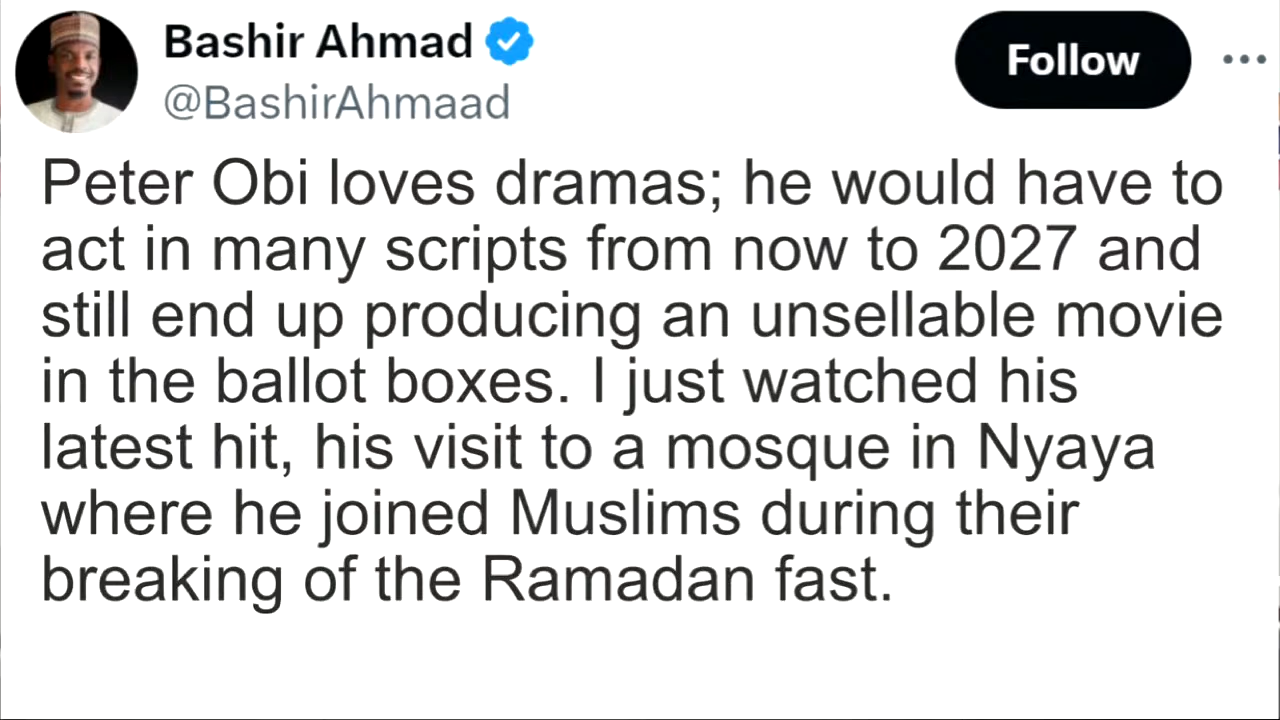 Bashir Ahmad
@BashirAhmaad
Follow
Peter Obi loves dramas; he would have to
act in many scripts from now to 2027 and
still end up producing an unsellable movie
in the ballot boxes. I just watched his
latest hit, his visit to a mosque in Nyaya
where he joined Muslims during their
breaking of the Ramadan fast.